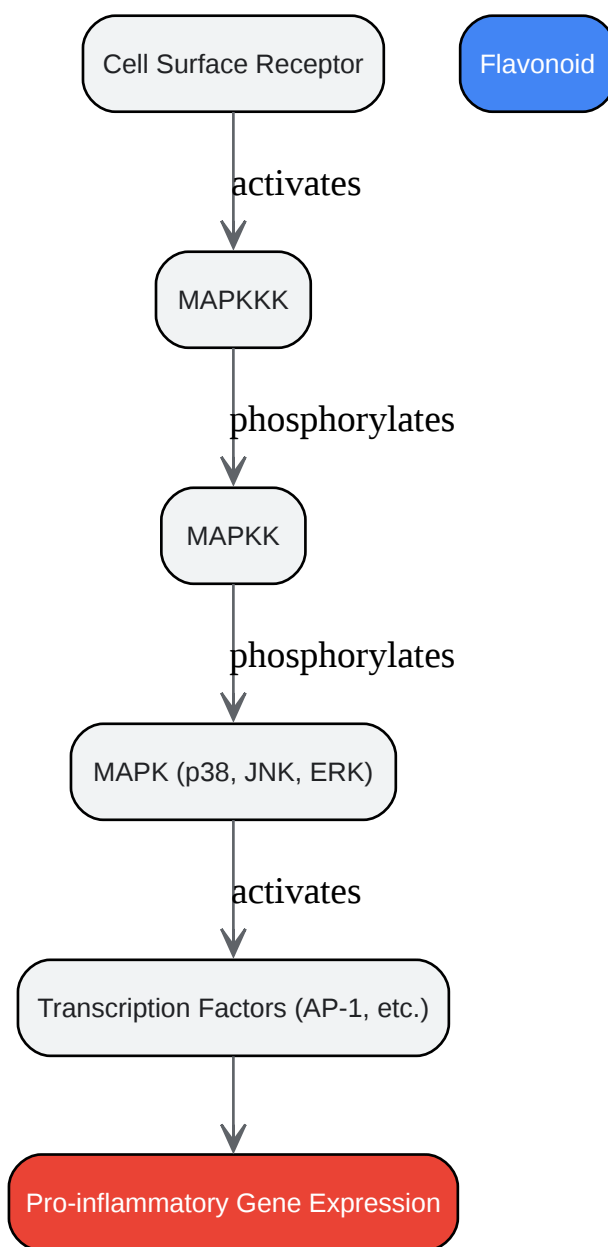 Cell Surface Receptor
Flavonoid
activates
MAPKKK
phosphorylates
MAPKK
phosphorylates
MAPK (p38, JNK, ERK)
activates
Transcription Factors (AP-1, etc.)
Pro-inflammatory Gene Expression